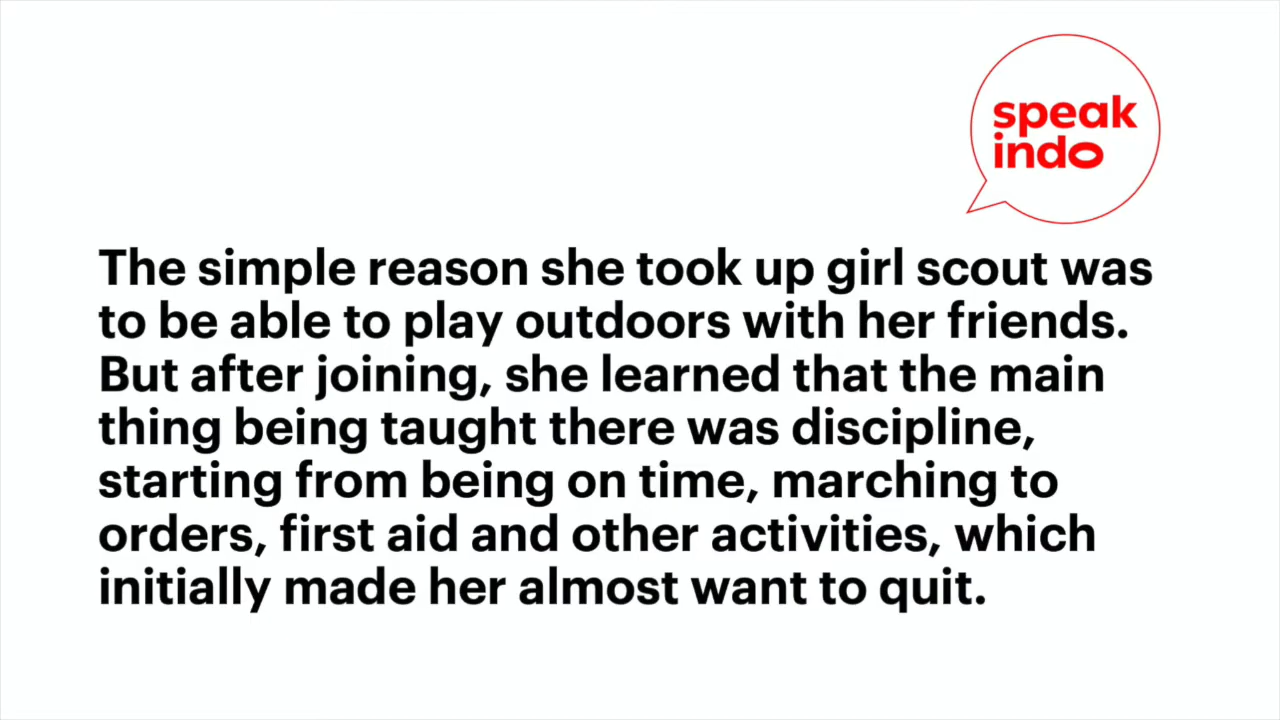 speak
indo
The simple reason she took up girl scout was
to be able to play outdoors with her friends.
But after joining, she learned that the main
thing being taught there was discipline,
starting from being on time, marching to
orders, first aid and other activities, which
initially made her almost want to quit.